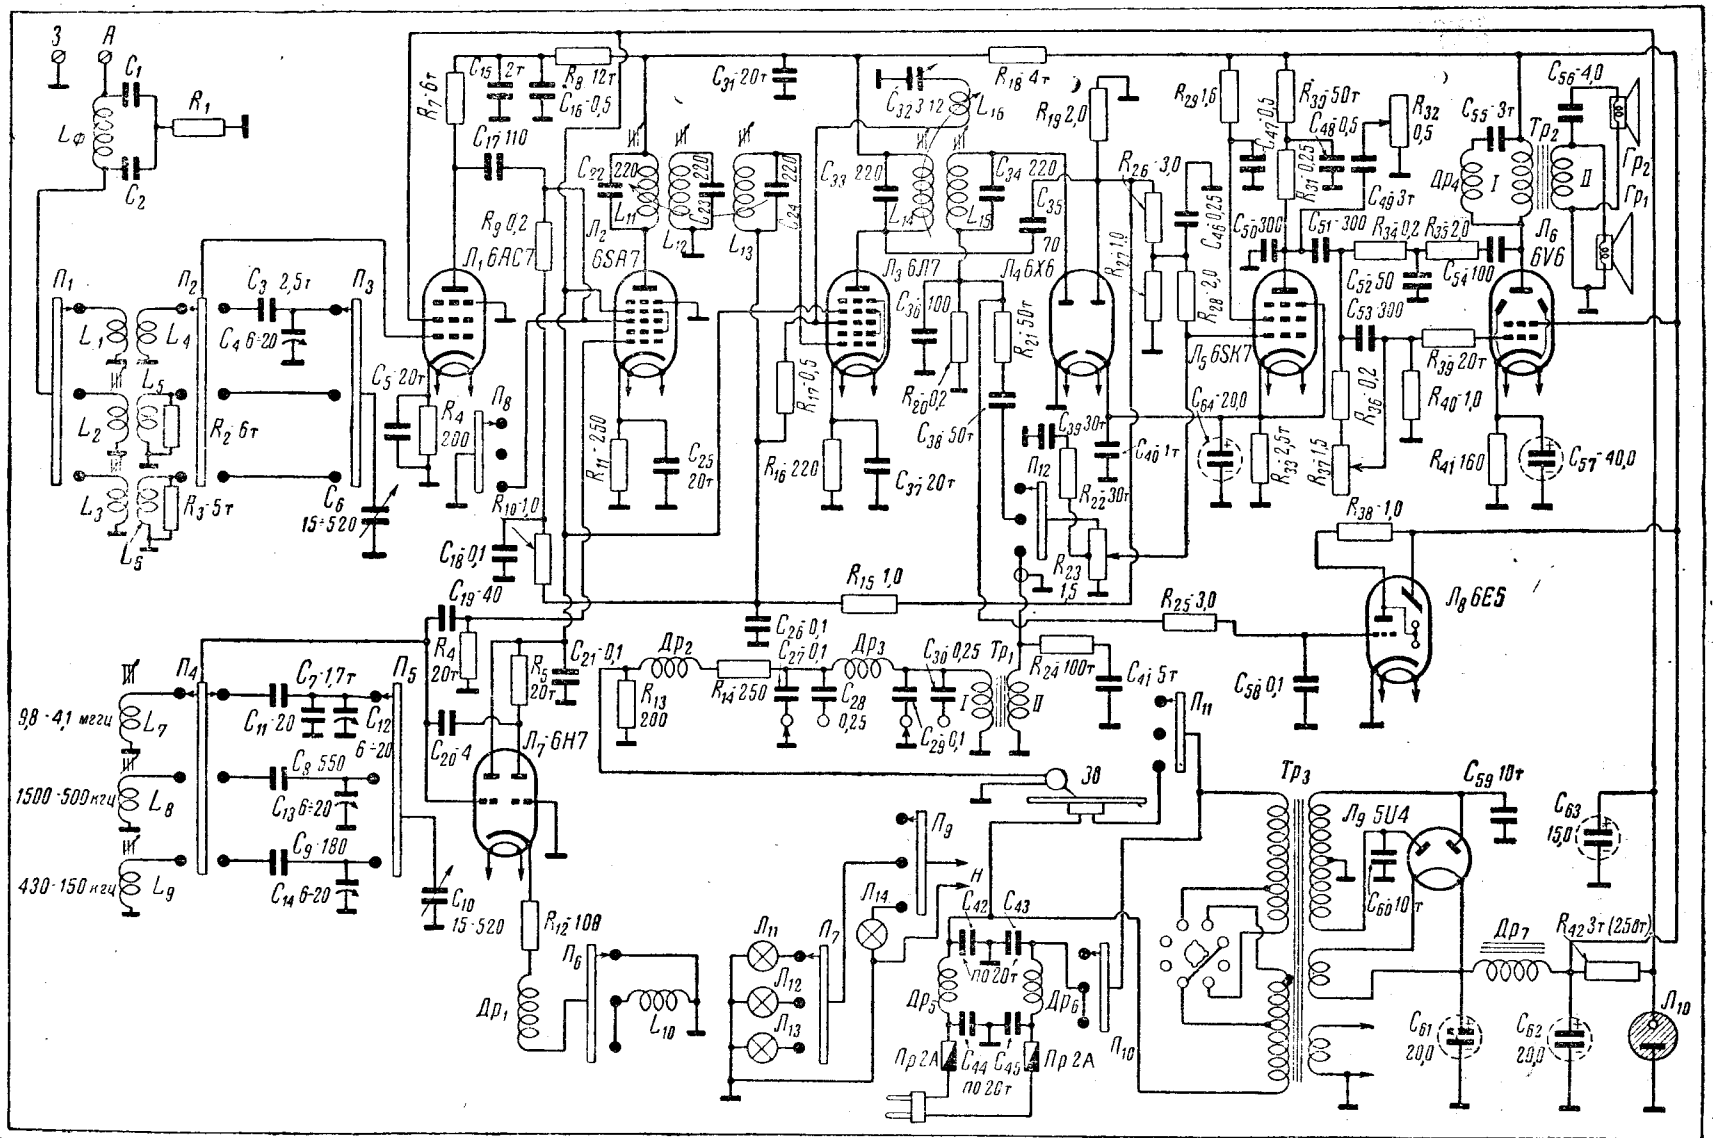 З
А
C1
C2
R1
LФ
R7-6т
C15 2т
R8 12т
C16-0,5
C17-110
C31-20т
C32 312
R18-4т
L16
R19 2,0
R26-3,0
R29 1,6
C47 0,5
R30-50т
C48-0,5
R32 0,5
C49 3т
R31-0,25
C55-3т
C56-4,0
Тр2
Др4
I
II
Гр2
Гр1
C22 220
L11
220
C23
L12
L13
220
C24
C33 220
L14
C34 220
L15
C35 70
R27 1,0
C46 0,25
R28 2,0
C50 300
C51-300
R34 0,2
R35 2,0
C54 100
C52-50
C53-300
Л6 6V6
R9 0,2
Л1 6АС7
Л2 6SA7
Л3 6Л7
Л4 6Х6
Л5 6SK7
П1
П2
П3
C3 2,5т
C4 6÷20
L1
L4
L2
L5
L3
R2-6т
R3-5т
C6 15÷520
C5-20т
R4 200
П8
R10-1,0
C18-0,1
R11-250
C25 20т
R17-0,5
R16-220
C37-20т
C36-100
R20 0,2
R21 50т
C38-50т
C39 30т
C40 1т
П12
R22-30т
R23 1,5
C64-20,0
R33-2,5т
R36-0,2
R37-1,5
R39 20т
R40-1,0
R41 160
C57-40,0
R38-1,0
Л8 6Е5
C19-40
R4 20т
R5 20т
C21-0,1
R15 1,0
R25-3,0
C26-0,1
Др2
C27-0,1
Др3
C30-0,25
Тр1
R13 200
R14-250
C28 0,25
C29-0,1
I
II
R24 100т
C41 5т
C58-0,1
П4
П5
C7-1,7т
C11-20
C12 6÷20
9,8-4,1 мггц
L7
C8 550
1500-500кгц
L8
C13 6÷20
C9-180
430-150 кгц
L9
C14 6-20
C10 15-520
C20-4
Л7-6Н7
R12-100
Др1
П6
L10
Зв
П11
П9
Н
Л14
Л11
Л12
Л13
П7
C42
C43
по 20т
Др5
Др6
П10
Пр 2А
C44
C45
Пр 2А
по 20т
Тр3
Л9 5U4
C59 10т
C60 10т
C63 15,0
Др7
R42 3т (25вт)
C61 20,0
C62 20,0
Л10